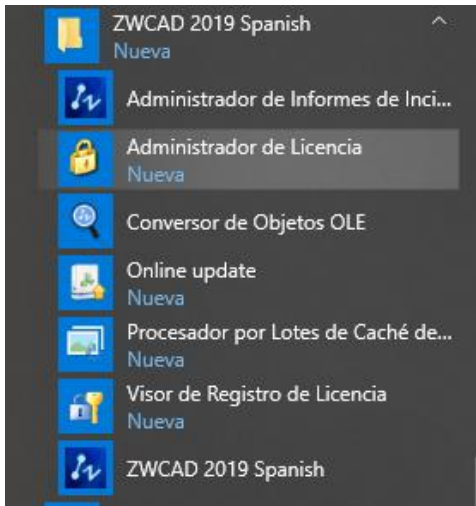 ZWCAD 2019 Spanish
Nueva
Administrador de Informes de Inci...
Administrador de Licencia
Nueva
Conversor de Objetos OLE
Online update
Nueva
Procesador por Lotes de Caché de...
Nueva
Visor de Registro de Licencia
Nueva
ZWCAD 2019 Spanish